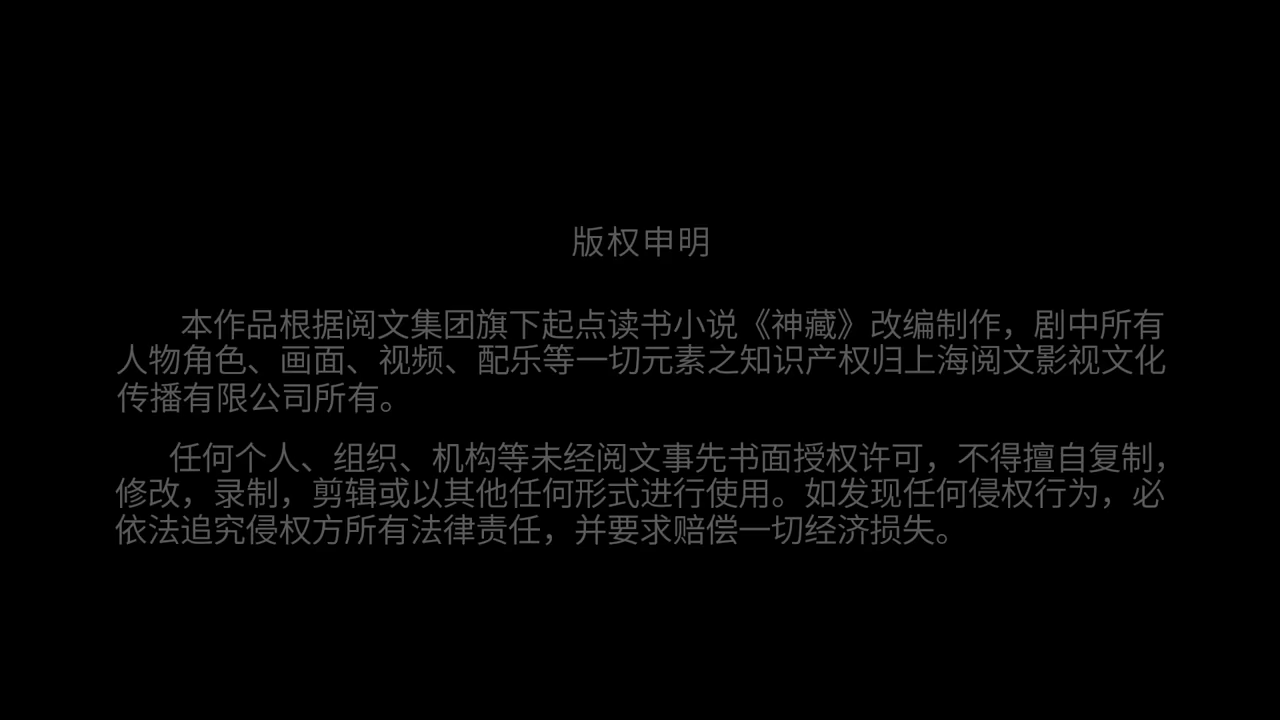 版权申明
本作品根据阅文集团旗下起点读书小说《神藏》改编制作，剧中所有
人物角色、画面、视频、配乐等一切元素之知识产权归上海阅文影视文化
传播有限公司所有。
任何个人、组织、机构等未经阅文事先书面授权许可，不得擅自复制，
修改，录制，剪辑或以其他任何形式进行使用。如发现任何侵权行为，必
依法追究侵权方所有法律责任，并要求赔偿一切经济损失。